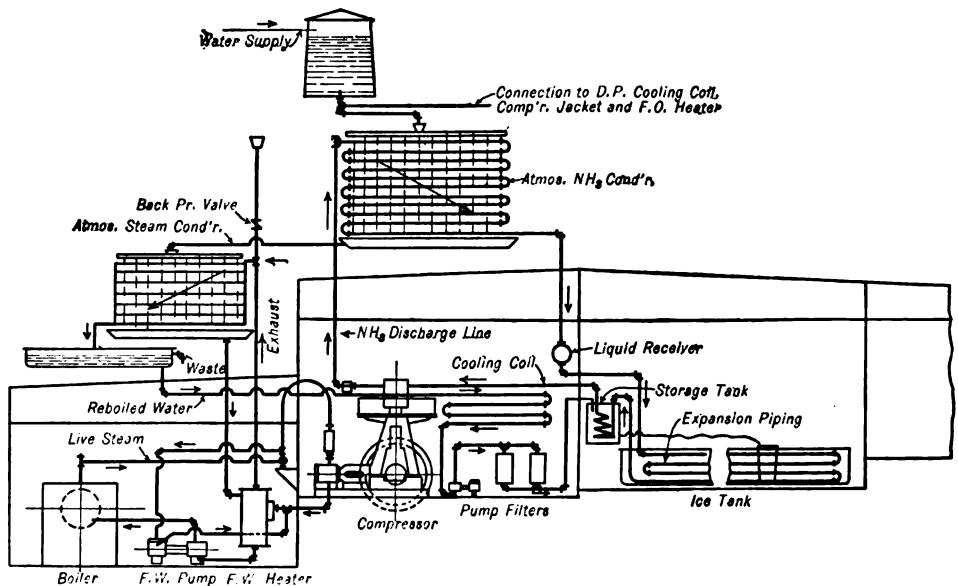 Water Supply
Connection to D.P. Cooling Coil,
Comp'r. Jacket and F.O. Heater
Atmos. NH₃ Cond'r.
Back Pr. Valve
Atmos. Steam Cond'r.
Exhaust
NH₃ Discharge Line
Liquid Receiver
Waste
Cooling Coil
Storage Tank
Reboiled Water
Expansion Piping
Live Steam
Ice Tank
Compressor
Pump Filters
Boiler F.W. Pump F.W. Heater